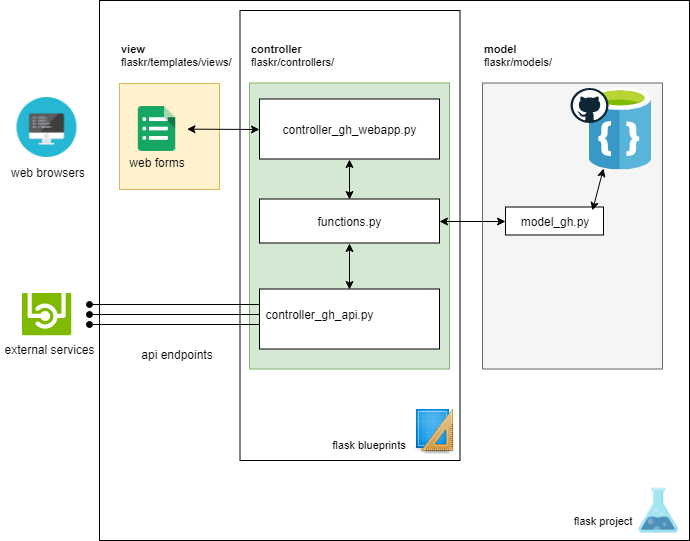 view
flaskr/templates/views/
controller
flaskr/controllers/
model
flaskr/models/
web browsers
web forms
controller_gh_webapp.py
{ }
functions.py
model_gh.py
controller_gh_api.py
external services
api endpoints
flask blueprints
flask project